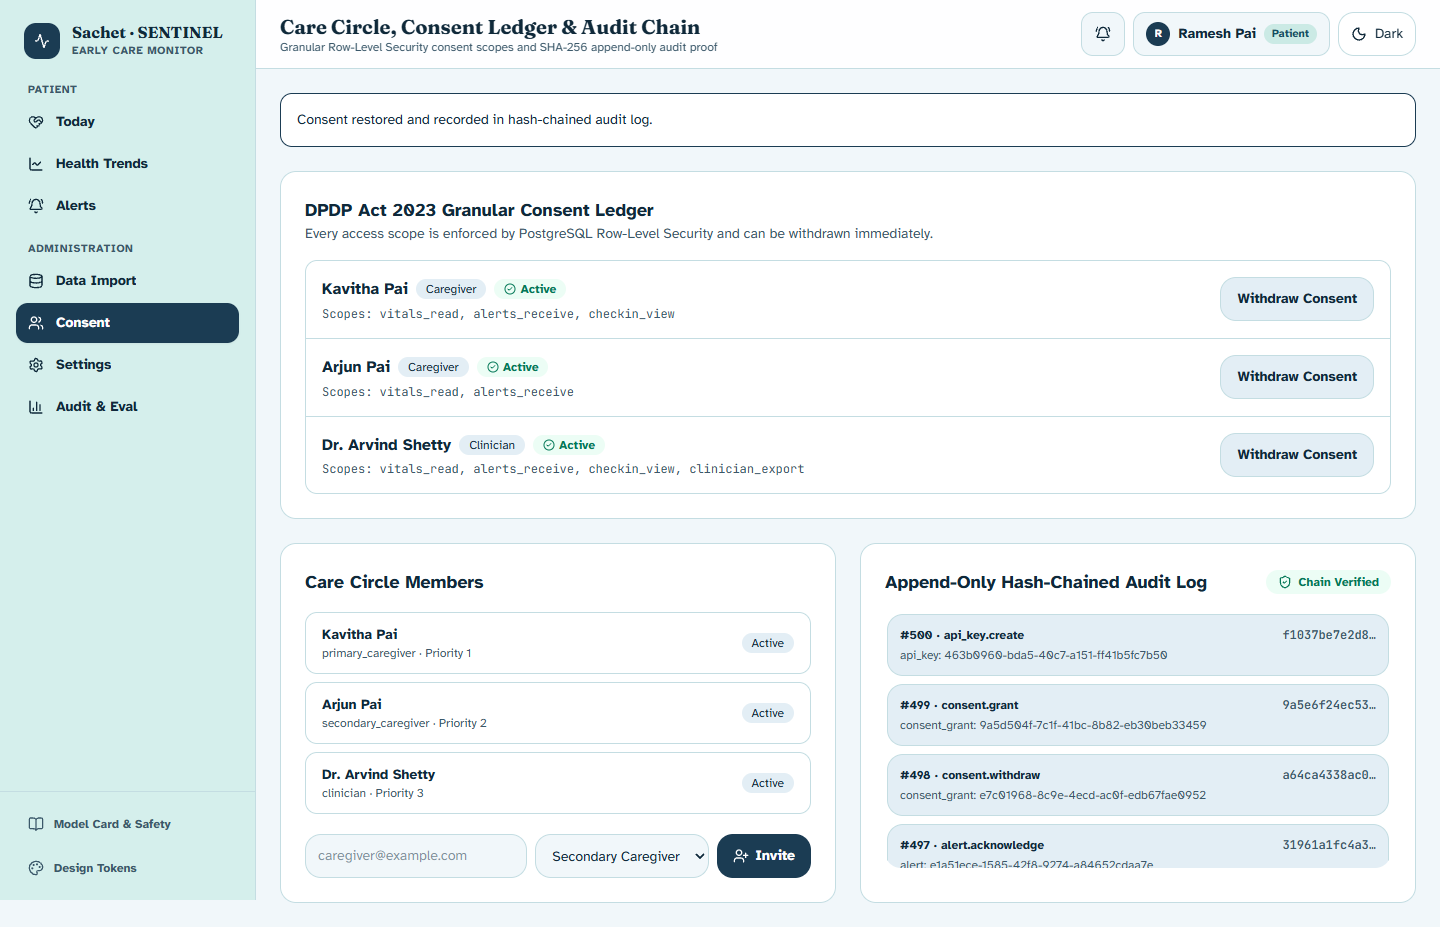 Sachet · SENTINEL
EARLY CARE MONITOR
PATIENT
Today
Health Trends
Alerts
ADMINISTRATION
Data Import
Consent
Settings
Audit & Eval
Model Card & Safety
Design Tokens
Care Circle, Consent Ledger & Audit Chain
Granular Row-Level Security consent scopes and SHA-256 append-only audit proof
R Ramesh Pai Patient
Dark
Consent restored and recorded in hash-chained audit log.
DPDP Act 2023 Granular Consent Ledger
Every access scope is enforced by PostgreSQL Row-Level Security and can be withdrawn immediately.
Kavitha Pai Caregiver Active
Scopes: vitals_read, alerts_receive, checkin_view
Withdraw Consent
Arjun Pai Caregiver Active
Scopes: vitals_read, alerts_receive
Withdraw Consent
Dr. Arvind Shetty Clinician Active
Scopes: vitals_read, alerts_receive, checkin_view, clinician_export
Withdraw Consent
Care Circle Members
Kavitha Pai
primary_caregiver · Priority 1
Active
Arjun Pai
secondary_caregiver · Priority 2
Active
Dr. Arvind Shetty
clinician · Priority 3
Active
caregiver@example.com
Secondary Caregiver
Invite
Append-Only Hash-Chained Audit Log
Chain Verified
#500 · api_key.create f1037be7e2d8…
api_key: 463b0960-bda5-40c7-a151-ff41b5fc7b50
#499 · consent.grant 9a5e6f24ec53…
consent_grant: 9a5d504f-7c1f-41bc-8b82-eb30beb33459
#498 · consent.withdraw a64ca4338ac0…
consent_grant: e7c01968-8c9e-4ecd-ac0f-edb67fae0952
#497 · alert.acknowledge 31961a1fc4a3…
alert: e1a51ece-1585-42f8-9274-a84652cdaa7e